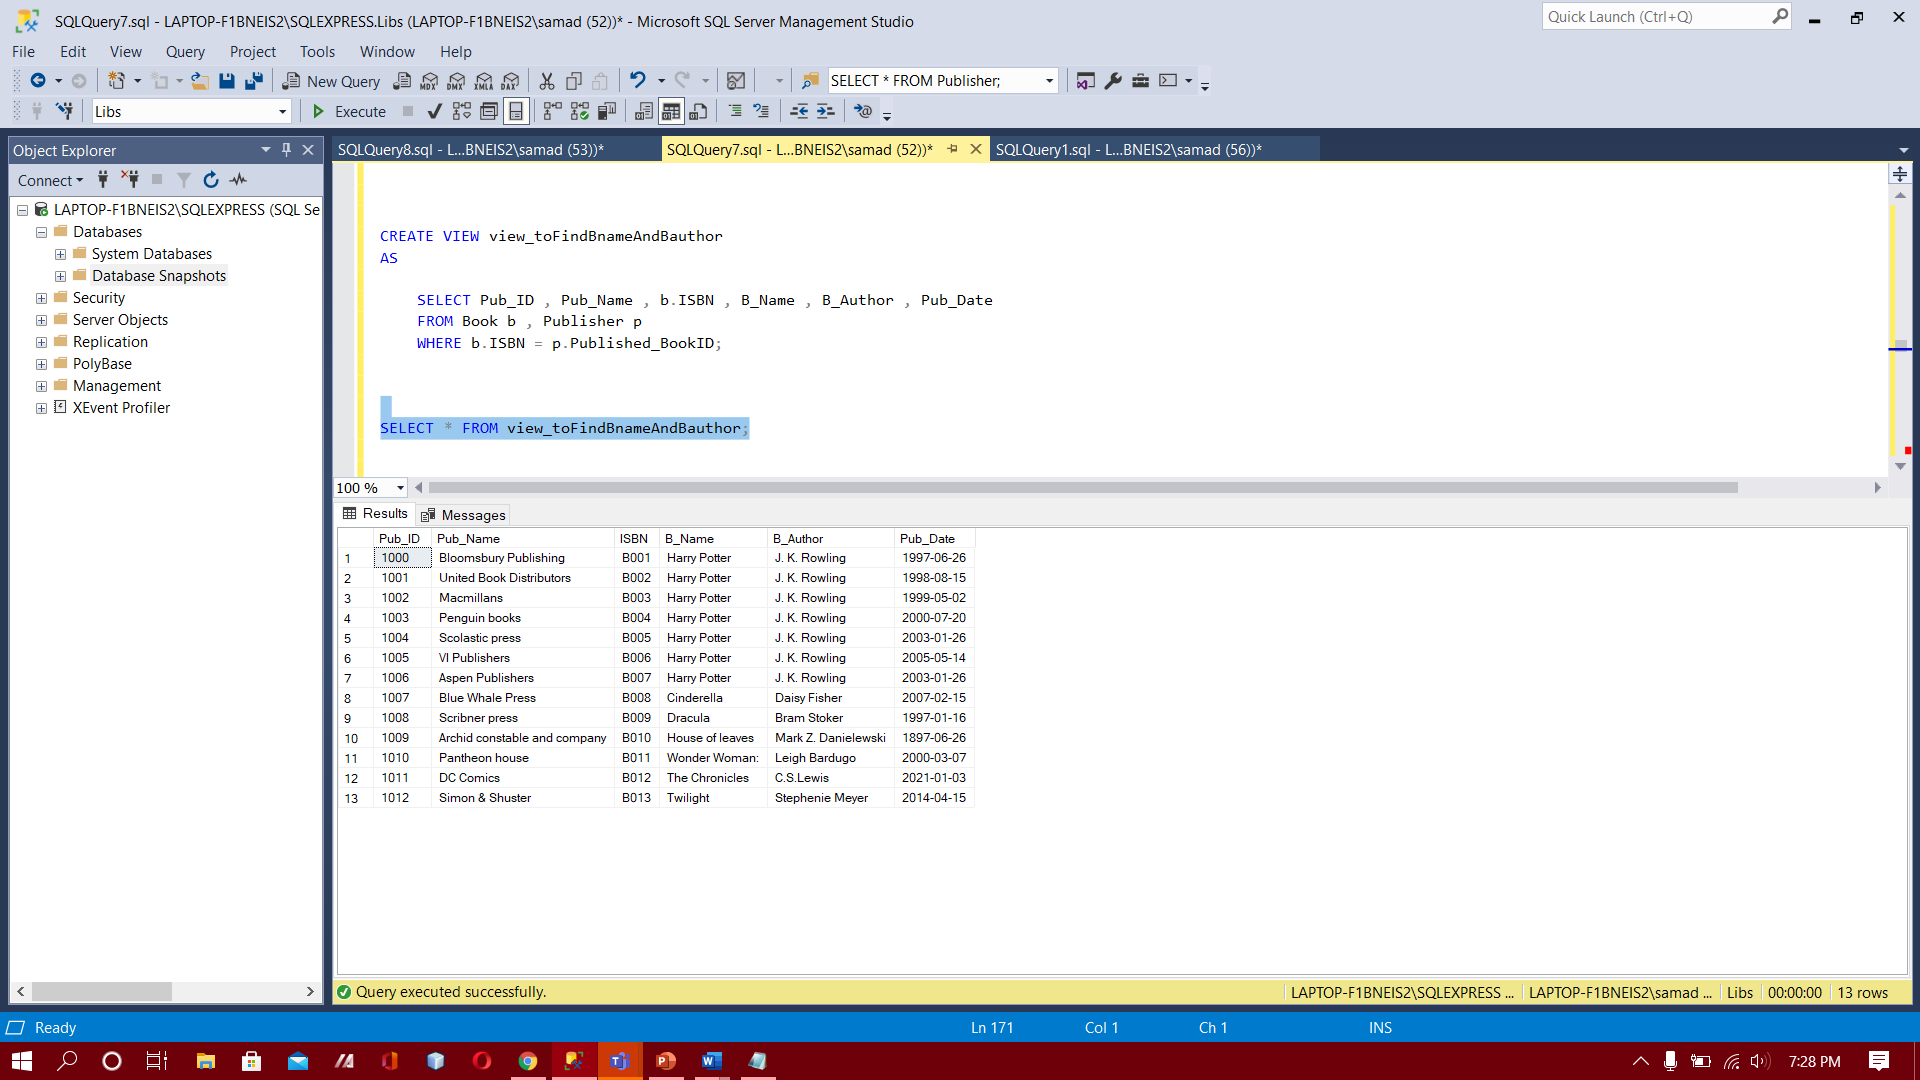 SQLQuery7.sql - LAPTOP-F1BNEIS2\SQLEXPRESS.Libs (LAPTOP-F1BNEIS2\samad (52))* - Microsoft SQL Server Management Studio
Quick Launch (Ctrl+Q)
File Edit View Query Project Tools Window Help
New Query MDX DMX XMLA DAX SELECT * FROM Publisher;
Libs Execute
Object Explorer
Connect
LAPTOP-F1BNEIS2\SQLEXPRESS (SQL Se
Databases
System Databases
Database Snapshots
Security
Server Objects
Replication
PolyBase
Management
XEvent Profiler
SQLQuery8.sql - L...BNEIS2\samad (53))* SQLQuery7.sql - L...BNEIS2\samad (52))* SQLQuery1.sql - L...BNEIS2\samad (56))*
CREATE VIEW view_toFindBnameAndBauthor
AS
SELECT Pub_ID , Pub_Name , b.ISBN , B_Name , B_Author , Pub_Date
FROM Book b , Publisher p
WHERE b.ISBN = p.Published_BookID;
SELECT * FROM view_toFindBnameAndBauthor;
100 %
Results Messages
Pub_ID Pub_Name ISBN B_Name B_Author Pub_Date
1 1000 Bloomsbury Publishing B001 Harry Potter J. K. Rowling 1997-06-26
2 1001 United Book Distributors B002 Harry Potter J. K. Rowling 1998-08-15
3 1002 Macmillans B003 Harry Potter J. K. Rowling 1999-05-02
4 1003 Penguin books B004 Harry Potter J. K. Rowling 2000-07-20
5 1004 Scolastic press B005 Harry Potter J. K. Rowling 2003-01-26
6 1005 VI Publishers B006 Harry Potter J. K. Rowling 2005-05-14
7 1006 Aspen Publishers B007 Harry Potter J. K. Rowling 2003-01-26
8 1007 Blue Whale Press B008 Cinderella Daisy Fisher 2007-02-15
9 1008 Scribner press B009 Dracula Bram Stoker 1997-01-16
10 1009 Archid constable and company B010 House of leaves Mark Z. Danielewski 1897-06-26
11 1010 Pantheon house B011 Wonder Woman: Leigh Bardugo 2000-03-07
12 1011 DC Comics B012 The Chronicles C.S.Lewis 2021-01-03
13 1012 Simon & Shuster B013 Twilight Stephenie Meyer 2014-04-15
Query executed successfully. LAPTOP-F1BNEIS2\SQLEXPRESS ... LAPTOP-F1BNEIS2\samad ... Libs 00:00:00 13 rows
Ready Ln 171 Col 1 Ch 1 INS
7:28 PM